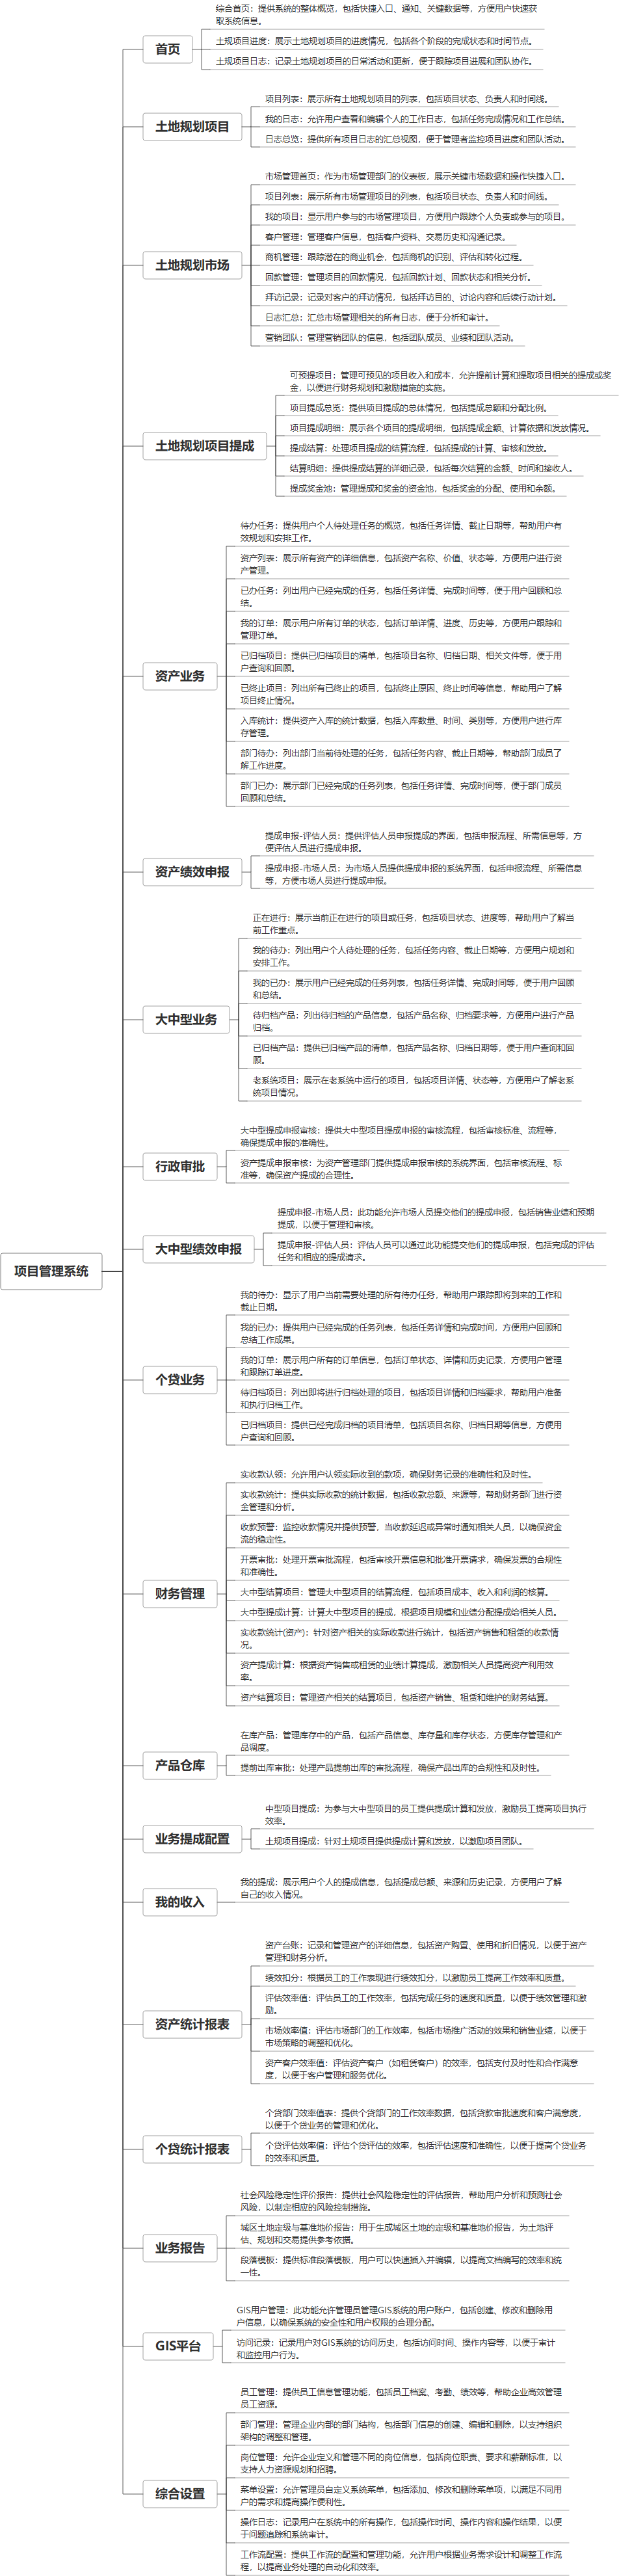 综合首页：提供系统的整体概览，包括快捷入口、通知、关键数据等，方便用户快速获
取系统信息。
首页
土规项目进度：展示土地规划项目的进度情况，包括各个阶段的完成状态和时间节点。
土规项目日志：记录土地规划项目的日常活动和更新，便于跟踪项目进展和团队协作。
项目列表：展示所有土地规划项目的列表，包括项目状态、负责人和时间线。
土地规划项目
我的日志：允许用户查看和编辑个人的工作日志，包括任务完成情况和工作总结。
日志总览：提供所有项目日志的汇总视图，便于管理者监控项目进度和团队活动。
市场管理首页：作为市场管理部门的仪表板，展示关键市场数据和操作快捷入口。
项目列表：展示所有市场管理项目的列表，包括项目状态、负责人和时间线。
我的项目：显示用户参与的市场管理项目，方便用户跟踪个人负责或参与的项目。
客户管理：管理客户信息，包括客户资料、交易历史和沟通记录。
土地规划市场
商机管理：跟踪潜在的商业机会，包括商机的识别、评估和转化过程。
回款管理：管理项目的回款情况，包括回款计划、回款状态和相关分析。
拜访记录：记录对客户的拜访情况，包括拜访目的、讨论内容和后续行动计划。
日志汇总：汇总市场管理相关的所有日志，便于分析和审计。
营销团队：管理营销团队的信息，包括团队成员、业绩和团队活动。
可预提项目：管理可预见的项目收入和成本，允许提前计算和提取项目相关的提成或奖
金，以便进行财务规划和激励措施的实施。
项目提成总览：提供项目提成的总体情况，包括提成总额和分配比例。
项目提成明细：展示各个项目的提成明细，包括提成金额、计算依据和发放情况。
土地规划项目提成
提成结算：处理项目提成的结算流程，包括提成的计算、审核和发放。
结算明细：提供提成结算的详细记录，包括每次结算的金额、时间和接收人。
提成奖金池：管理提成和奖金的资金池，包括奖金的分配、使用和余额。
待办任务：提供用户个人待处理任务的概览，包括任务详情、截止日期等，帮助用户有
效规划和安排工作。
资产列表：展示所有资产的详细信息，包括资产名称、价值、状态等，方便用户进行资
产管理。
已办任务：列出用户已经完成的任务，包括任务详情、完成时间等，便于用户回顾和总
结。
我的订单：展示用户所有订单的状态，包括订单详情、进度、历史等，方便用户跟踪和
管理订单。
资产业务
已归档项目：提供已归档项目的清单，包括项目名称、归档日期、相关文件等，便于用
户查询和回顾。
已终止项目：列出所有已终止的项目，包括终止原因、终止时间等信息，帮助用户了解
项目终止情况。
入库统计：提供资产入库的统计数据，包括入库数量、时间、类别等，方便用户进行库
存管理。
部门待办：列出部门当前待处理的任务，包括任务内容、截止日期等，帮助部门成员了
解工作进度。
部门已办：展示部门已经完成的任务列表，包括任务详情、完成时间等，便于部门成员
回顾和总结。
提成申报-评估人员：提供评估人员申报提成的界面，包括申报流程、所需信息等，方
便评估人员进行提成申报。
资产绩效申报
提成申报-市场人员：为市场人员提供提成申报的系统界面，包括申报流程、所需信息
等，方便市场人员进行提成申报。
正在进行：展示当前正在进行的项目或任务，包括项目状态、进度等，帮助用户了解当
前工作重点。
我的待办：列出用户个人待处理的任务，包括任务内容、截止日期等，方便用户规划和
安排工作。
我的已办：展示用户已经完成的任务列表，包括任务详情、完成时间等，便于用户回顾
和总结。
大中型业务
待归档产品：列出待归档的产品信息，包括产品名称、归档要求等，方便用户进行产品
归档。
已归档产品：提供已归档产品的清单，包括产品名称、归档日期等，便于用户查询和回
顾。
老系统项目：展示在老系统中运行的项目，包括项目详情、状态等，方便用户了解老系
统项目情况。
大中型提成申报审核：提供大中型项目提成申报的审核流程，包括审核标准、流程等，
确保提成申报的准确性。
行政审批
资产提成申报审核：为资产管理部门提供提成申报审核的系统界面，包括审核流程、标
准等，确保资产提成的合理性。
提成申报-市场人员：此功能允许市场人员提交他们的提成申报，包括销售业绩和预期
提成，以便于管理和审核。
大中型绩效申报
提成申报-评估人员：评估人员可以通过此功能提交他们的提成申报，包括完成的评估
任务和相应的提成请求。
项目管理系统
我的待办：显示了用户当前需要处理的所有待办任务，帮助用户跟踪即将到来的工作和
截止日期。
我的已办：提供用户已经完成的任务列表，包括任务详情和完成时间，方便用户回顾和
总结工作成果。
个贷业务
我的订单：展示用户所有的订单信息，包括订单状态、详情和历史记录，方便用户管理
和跟踪订单进度。
待归档项目：列出即将进行归档处理的项目，包括项目详情和归档要求，帮助用户准备
和执行归档工作。
已归档项目：提供已经完成归档的项目清单，包括项目名称、归档日期等信息，方便用
户查询和回顾。
实收款认领：允许用户认领实际收到的款项，确保财务记录的准确性和及时性。
实收款统计：提供实际收款的统计数据，包括收款总额、来源等，帮助财务部门进行资
金管理和分析。
收款预警：监控收款情况并提供预警，当收款延迟或异常时通知相关人员，以确保资金
流的稳定性。
开票审批：处理开票审批流程，包括审核开票信息和批准开票请求，确保发票的合规性
和准确性。
财务管理
大中型结算项目：管理大中型项目的结算流程，包括项目成本、收入和利润的核算。
大中型提成计算：计算大中型项目的提成，根据项目规模和业绩分配提成给相关人员。
实收款统计(资产)：针对资产相关的实际收款进行统计，包括资产销售和租赁的收款情
况。
资产提成计算：根据资产销售或租赁的业绩计算提成，激励相关人员提高资产利用效
率。
资产结算项目：管理资产相关的结算项目，包括资产销售、租赁和维护的财务结算。
在库产品：管理库存中的产品，包括产品信息、库存量和库存状态，方便库存管理和产
品调度。
产品仓库
提前出库审批：处理产品提前出库的审批流程，确保产品出库的合规性和及时性。
中型项目提成：为参与大中型项目的员工提供提成计算和发放，激励员工提高项目执行
效率。
业务提成配置
土规项目提成：针对土规项目提供提成计算和发放，以激励项目团队。
我的提成：展示用户个人的提成信息，包括提成总额、来源和历史记录，方便用户了解
自己的收入情况。
我的收入
资产台账：记录和管理资产的详细信息，包括资产购置、使用和折旧情况，以便于资产
管理和财务分析。
绩效扣分：根据员工的工作表现进行绩效扣分，以激励员工提高工作效率和质量。
评估效率值：评估员工的工作效率，包括完成任务的速度和质量，以便于绩效管理和激
励。
资产统计报表
市场效率值：评估市场部门的工作效率，包括市场推广活动的效果和销售业绩，以便于
市场策略的调整和优化。
资产客户效率值：评估资产客户（如租赁客户）的效率，包括支付及时性和合作满意
度，以便于客户管理和服务优化。
个贷部门效率值表：提供个贷部门的工作效率数据，包括贷款审批速度和客户满意度，
以便于个贷业务的管理和优化。
个贷统计报表
个贷评估效率值：评估个贷评估的效率，包括评估速度和准确性，以便于提高个贷业务
的效率和质量。
社会风险稳定性评价报告：提供社会风险稳定性的评估报告，帮助用户分析和预测社会
风险，以制定相应的风险控制措施。
业务报告
城区土地定级与基准地价报告：用于生成城区土地的定级和基准地价报告，为土地评
估、规划和交易提供参考依据。
段落模板：提供标准段落模板，用户可以快速插入并编辑，以提高文档编写的效率和统
一性。
GIS用户管理：此功能允许管理员管理GIS系统的用户账户，包括创建、修改和删除用
户信息，以确保系统的安全性和用户权限的合理分配。
GIS平台
访问记录：记录用户对GIS系统的访问历史，包括访问时间、操作内容等，以便于审计
和监控用户行为。
员工管理：提供员工信息管理功能，包括员工档案、考勤、绩效等，帮助企业高效管理
员工资源。
部门管理：管理企业内部的部门结构，包括部门信息的创建、编辑和删除，以支持组织
架构的调整和管理。
岗位管理：允许企业定义和管理不同的岗位信息，包括岗位职责、要求和薪酬标准，以
支持人力资源规划和招聘。
综合设置
菜单设置：允许管理员自定义系统菜单，包括添加、修改和删除菜单项，以满足不同用
户的需求和提高操作便利性。
操作日志：记录用户在系统中的所有操作，包括操作时间、操作内容和操作结果，以便
于问题追踪和系统审计。
工作流配置：提供工作流的配置和管理功能，允许用户根据业务需求设计和调整工作流
程，以提高业务处理的自动化和效率。